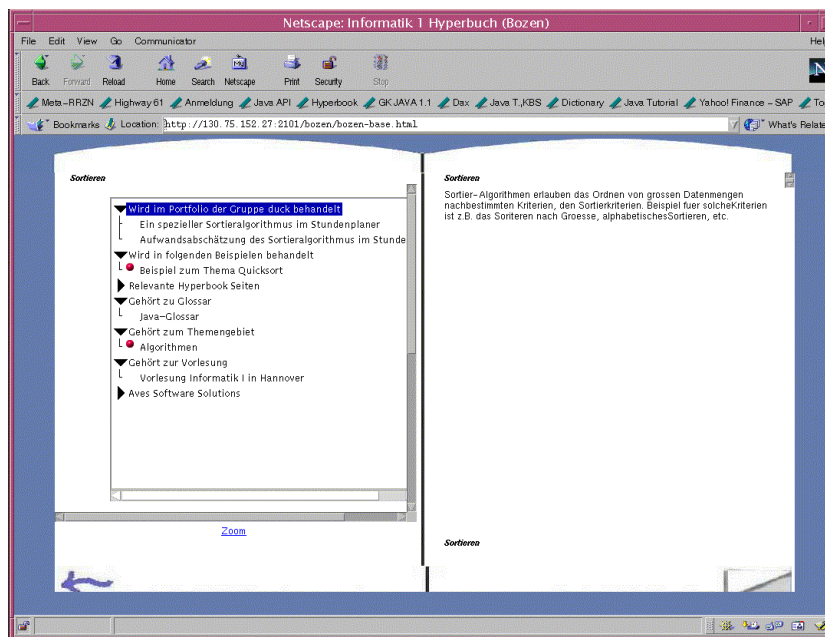 Netscape: Informatik 1 Hyperbuch (Bozen)
File Edit View Go Communicator
Back Forward Reload Home Search Netscape Print Security Stop
Meta-RRZN Highway61 Anmeldung Java API Hyperbook GK JAVA 1.1 Dax Java T.,KBS Dictionary Java Tutorial Yahoo! Finance - SAP
Bookmarks Location: http://130.75.152.27:2101/bozen/bozen-base.html What's Relate
Sortieren
Wird im Portfolio der Gruppe duck behandelt
Ein spezieller Sortieralgorithmus im Stundenplaner
Aufwandsabschätzung des Sortieralgorithmus im Stunde
Wird in folgenden Beispielen behandelt
Beispiel zum Thema Quicksort
Relevante Hyperbook Seiten
Gehört zu Glossar
Java-Glossar
Gehört zum Themengebiet
Algorithmen
Gehört zur Vorlesung
Vorlesung Informatik I in Hannover
Aves Software Solutions
Zoom
Sortieren
Sortier-Algorithmen erlauben das Ordnen von grossen Datenmengen
nachbestimmten Kriterien, den Sortierkriterien. Beispiel fuer solcheKriterien
ist z.B. das Soriteren nach Groesse, alphabetischesSortieren, etc.
Sortieren